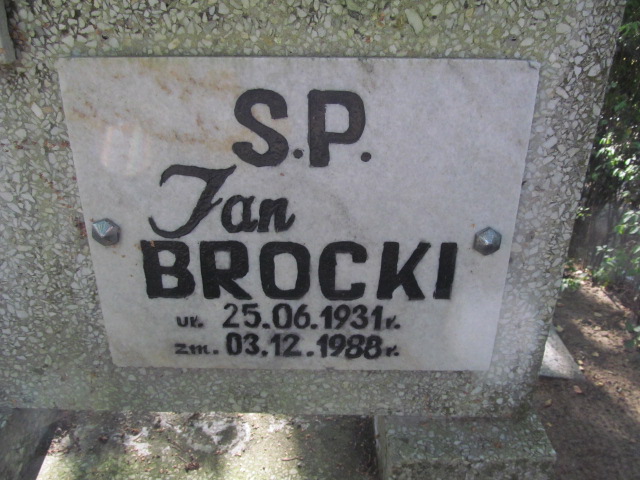 S.P.
Jan
BROCKI
ur. 25.06.1931r.
zm. 03.12.1988r.